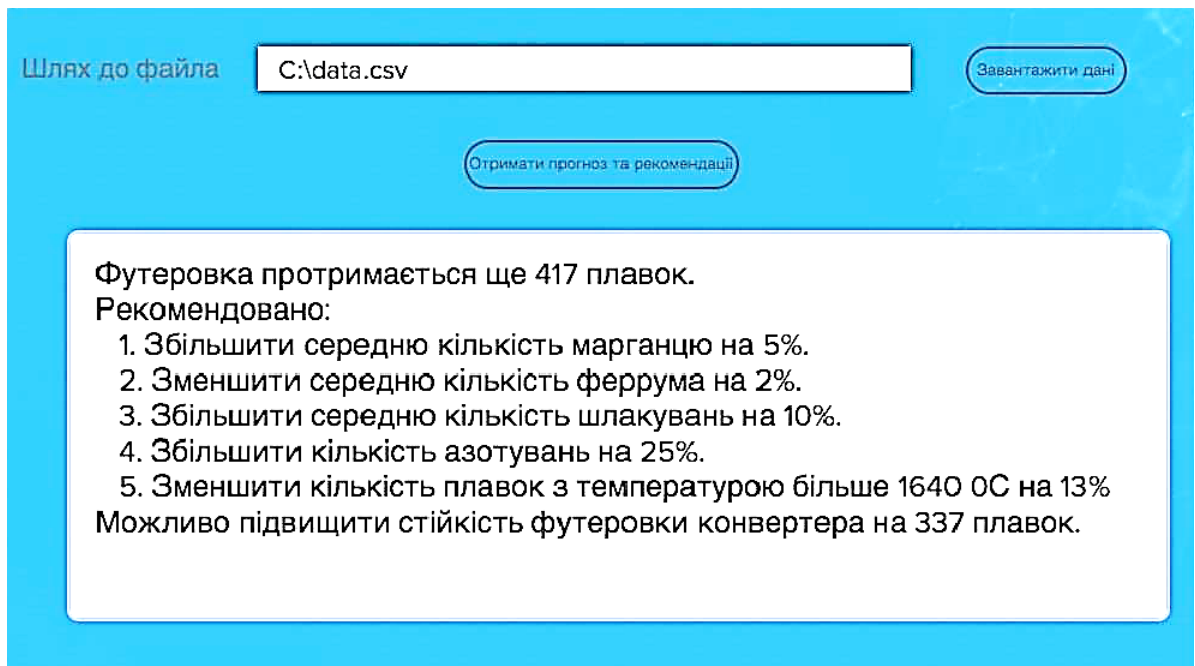 Шлях до файла
C:\data.csv
Завантажити дані
Отримати прогноз та рекомендації
Футеровка протримається ще 417 плавок.
Рекомендовано:
1. Збільшити середню кількість марганцю на 5%.
2. Зменшити середню кількість феррума на 2%.
3. Збільшити середню кількість шлакувань на 10%.
4. Збільшити кількість азотувань на 25%.
5. Зменшити кількість плавок з температурою більше 1640 0С на 13%
Можливо підвищити стійкість футеровки конвертера на 337 плавок.